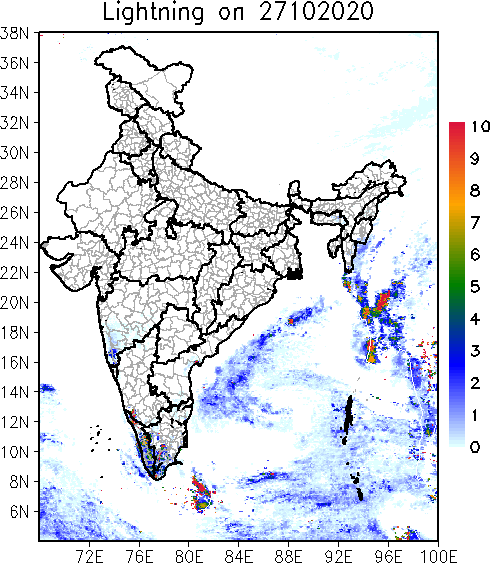 Lightning on 27102020
38N
36N
34N
32N
30N
28N
26N
24N
22N
20N
18N
16N
14N
12N
10N
8N
6N
10
9
8
7
6
5
4
3
2
1
0
72E 76E 80E 84E 88E 92E 96E 100E